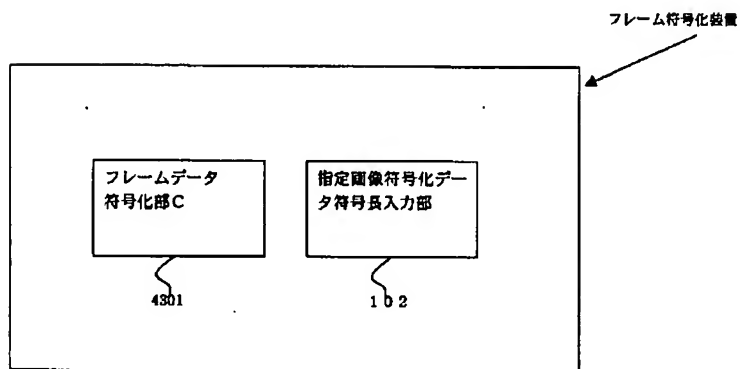 フレーム符号化装置
フレームデータ
符号化部C
指定画像符号化デー
タ符号長入力部
4301
102